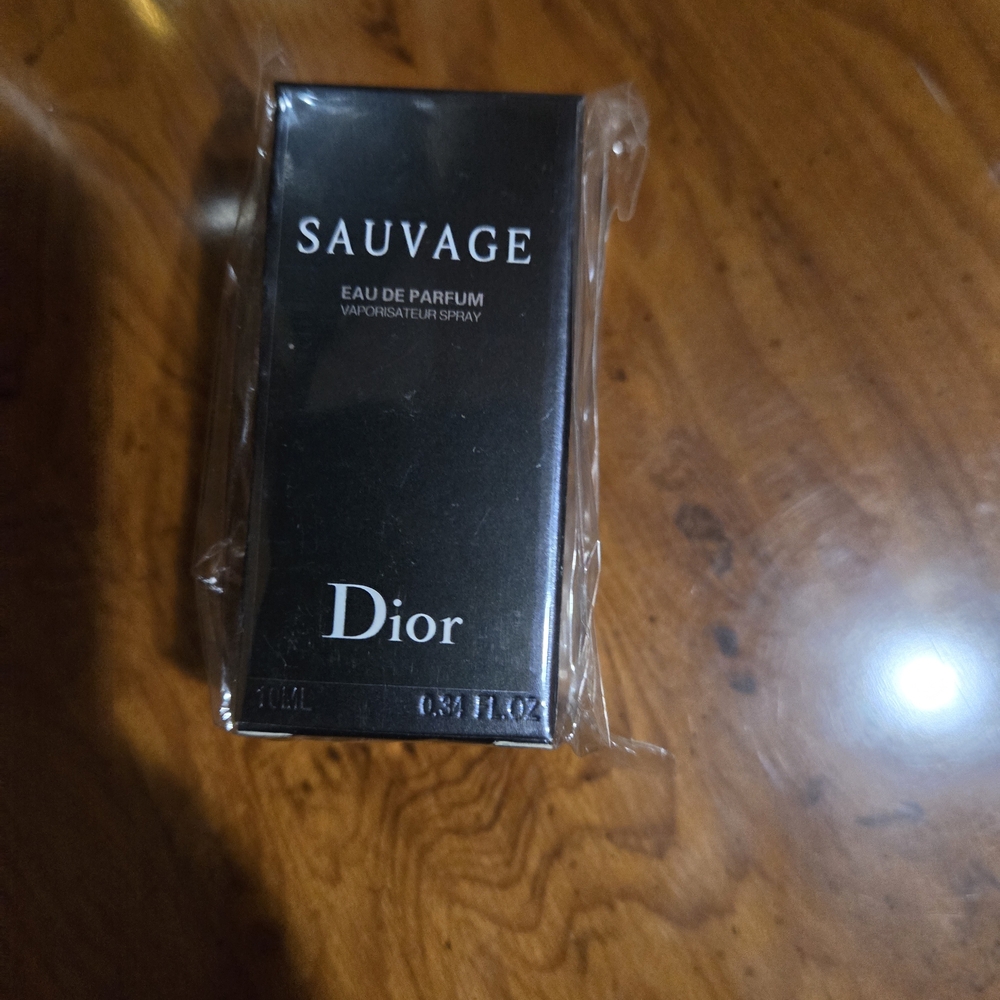 SAUVAGE
EAU DE PARFUM
VAPORISATEUR SPRAY
Dior
10ML 0.34 FL.OZ